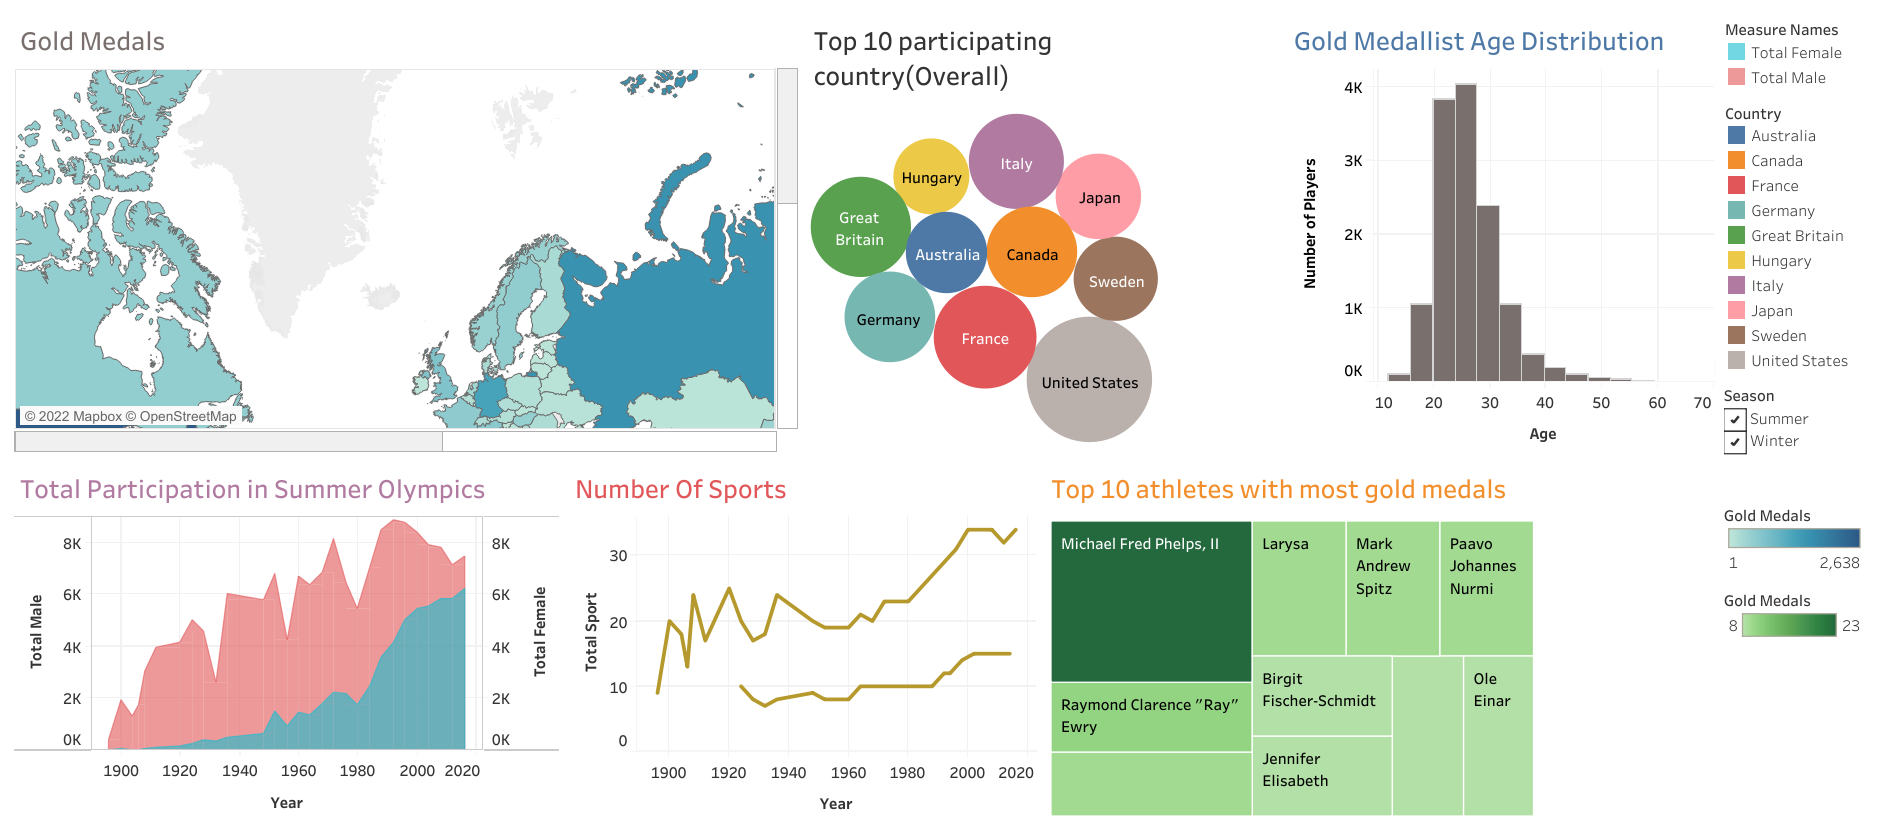 Gold Medals
© 2022 Mapbox © OpenStreetMap
Top 10 participating
country(Overall)
Italy
Hungary
Japan
Great
Britain
Australia
Canada
Sweden
Germany
France
United States
Gold Medallist Age Distribution
Number of Players
4K
3K
2K
1K
0K
10 20 30 40 50 60 70
Age
Measure Names
Total Female
Total Male
Country
Australia
Canada
France
Germany
Great Britain
Hungary
Italy
Japan
Sweden
United States
Season
Summer
Winter
Total Participation in Summer Olympics
Total Male
8K
6K
4K
2K
0K
8K
6K
4K
2K
0K
Total Female
1900 1920 1940 1960 1980 2000 2020
Year
Number Of Sports
Total Sport
30
20
10
0
1900 1920 1940 1960 1980 2000 2020
Year
Top 10 athletes with most gold medals
Michael Fred Phelps, II
Raymond Clarence "Ray"
Ewry
Larysa
Mark
Andrew
Spitz
Paavo
Johannes
Nurmi
Birgit
Fischer-Schmidt
Jennifer
Elisabeth
Ole
Einar
Gold Medals
1 2,638
Gold Medals
8 23